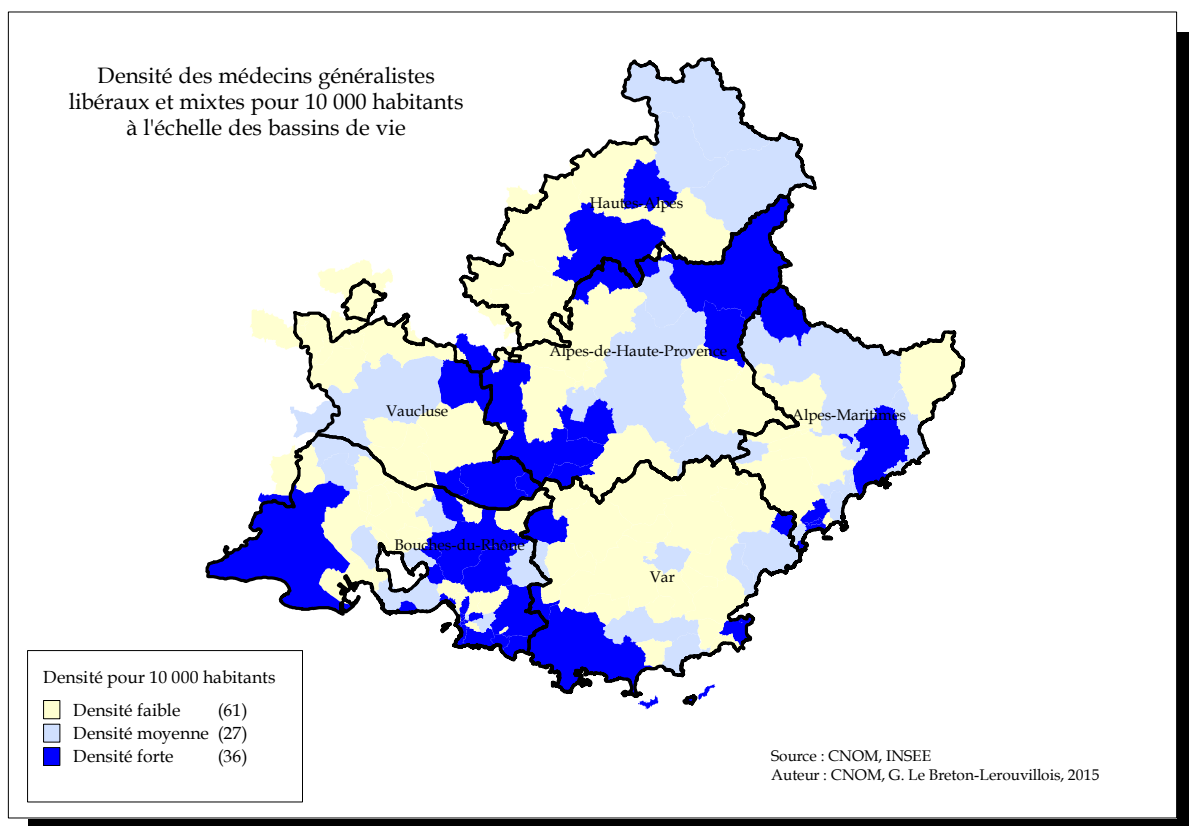 Densité des médecins généralistes
libéraux et mixtes pour 10 000 habitants
à l'échelle des bassins de vie
Hautes-Alpes
Alpes-de-Haute-Provence
Vaucluse
Alpes-Maritimes
Bouches-du-Rhône
Var
Densité pour 10 000 habitants
Densité faible (61)
Densité moyenne (27)
Densité forte (36)
Source : CNOM, INSEE
Auteur : CNOM, G. Le Breton-Lerouvillois, 2015